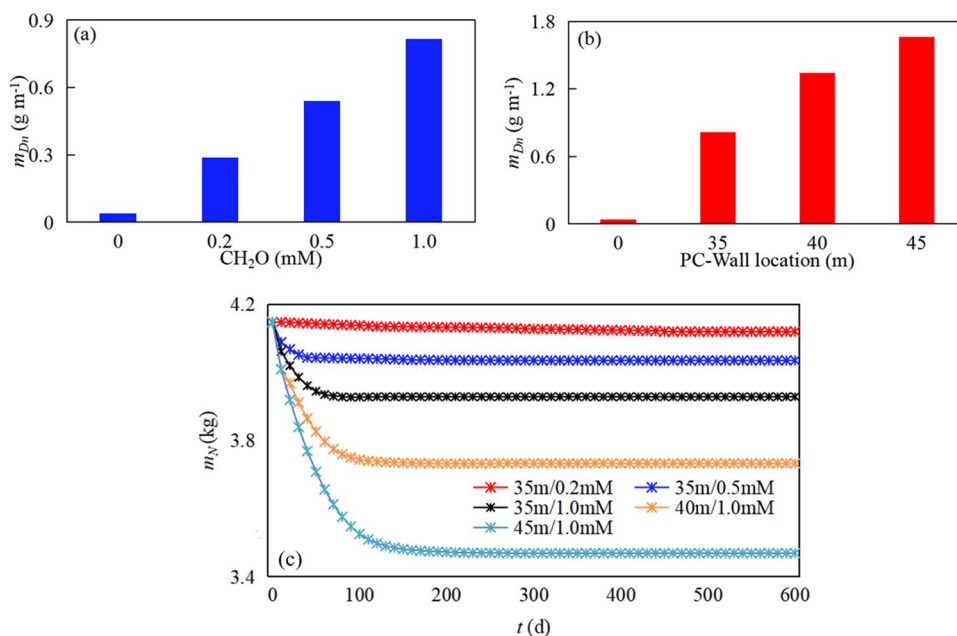 (a)
0.9
0.6
0.3
0
m_Dn (g m⁻¹)
0 0.2 0.5 1.0
CH₂O (mM)
(b)
1.8
1.2
0.6
0
m_Dn (g m⁻¹)
0 35 40 45
PC-Wall location (m)
4.2
3.8
3.4
m_N (kg)
35m/0.2mM 35m/0.5mM
35m/1.0mM 40m/1.0mM
45m/1.0mM
(c)
0 100 200 300 400 500 600
t (d)